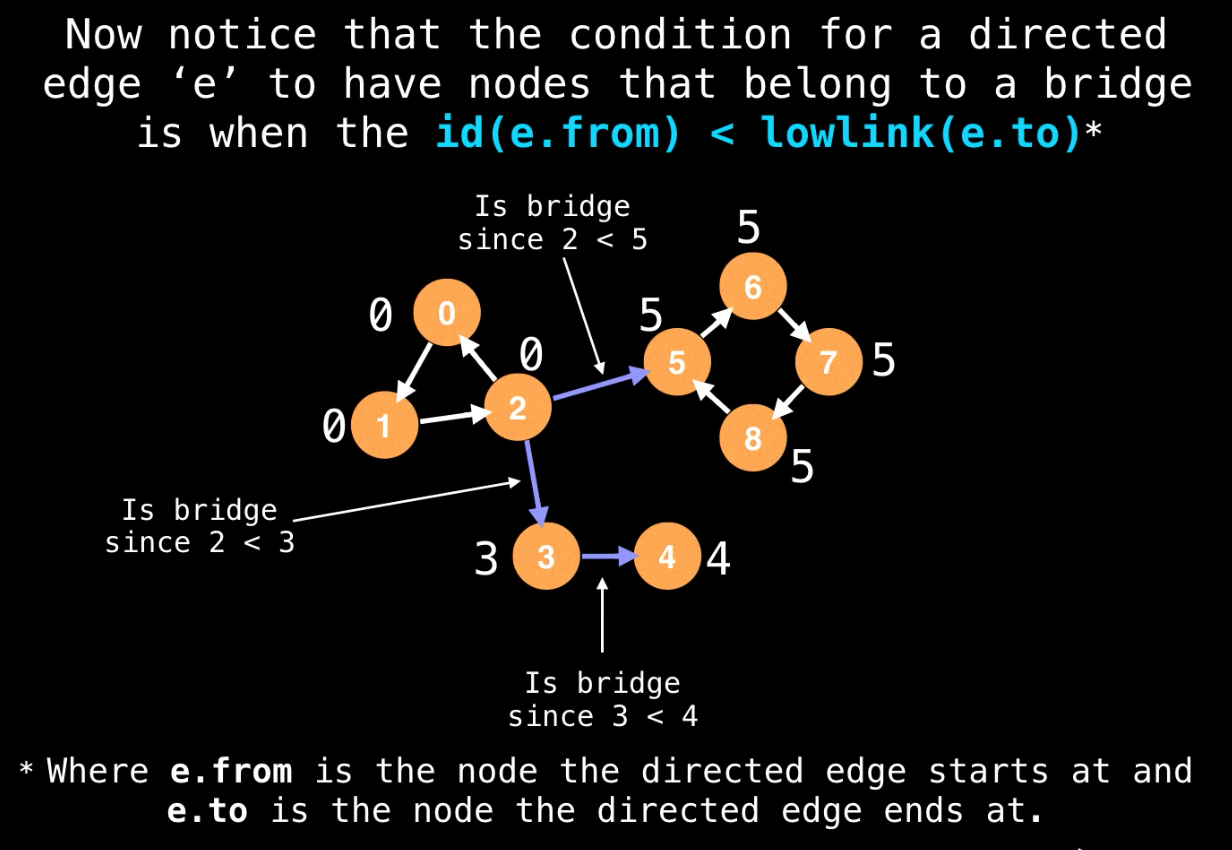 Now notice that the condition for a directed
edge ‘e’ to have nodes that belong to a bridge
is when the id(e.from) < lowlink(e.to)*
Is bridge
since 2 < 5
5
0
0
5
6
0
5
7
5
2
0
1
8
5
Is bridge
since 2 < 3
3
3
4
4
Is bridge
since 3 < 4
* Where e.from is the node the directed edge starts at and
e.to is the node the directed edge ends at.